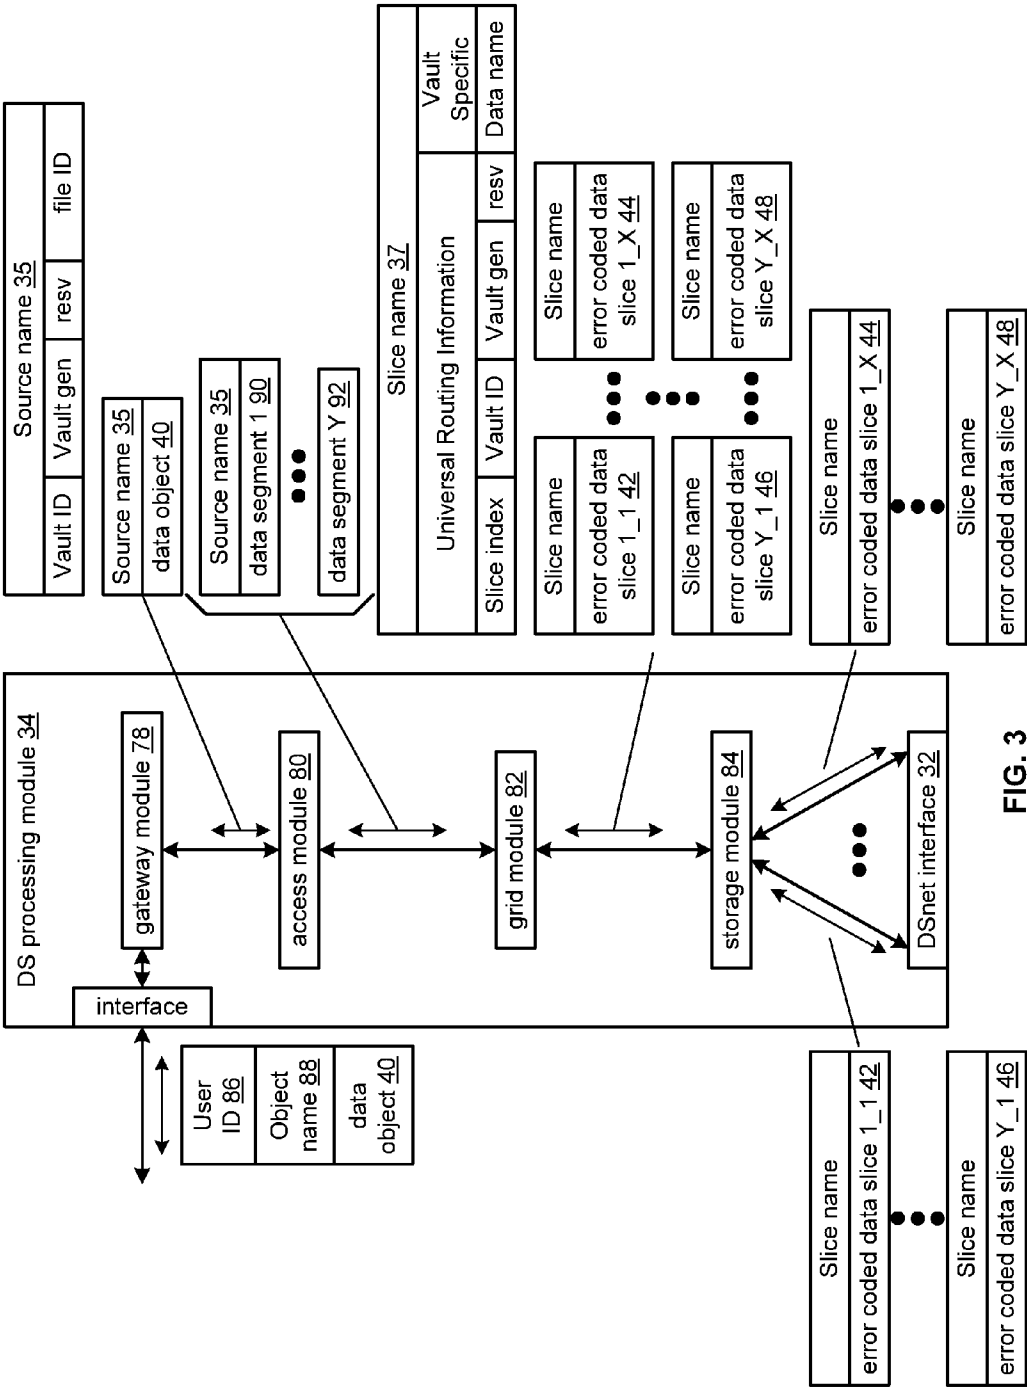 DS processing module 34
interface
gateway module 78
access module 80
grid module 82
storage module 84
DSnet interface 32
User
ID 86
Object
name 88
data
object 40
Source name 35
Vault ID
Vault gen
resv
file ID
Source name 35
data object 40
Source name 35
data segment 1 90
data segment Y 92
Slice name 37
Universal Routing Information
Vault
Specific
Slice index
Vault ID
Vault gen
resv
Data name
Slice name
error coded data
slice 1_1 42
Slice name
error coded data
slice 1_X 44
Slice name
error coded data
slice Y_1 46
Slice name
error coded data
slice Y_X 48
Slice name
error coded data slice 1_1 42
Slice name
error coded data slice Y_1 46
Slice name
error coded data slice 1_X 44
Slice name
error coded data slice Y_X 48
FIG. 3